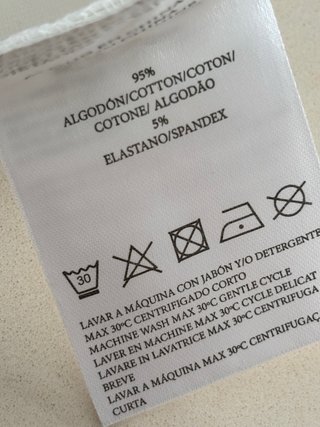 95%
ALGODÓN/COTTON/COTON/
COTONE/ ALGODÃO
5%
ELASTANO/SPANDEX
30
LAVAR A MÁQUINA CON JABÓN Y/O DETERGENTE
MAX 30ºC CENTRIFIGADO CORTO
MACHINE WASH MAX 30ºC GENTLE CYCLE
LAVER EN MACHINE MAX 30ºC CYCLE DELICAT
LAVARE IN LAVATRICE MAX 30ºC CENTRIFUGA
BREVE
LAVAR A MÁQUINA MAX 30ºC CENTRIFUGAÇ
CURTA